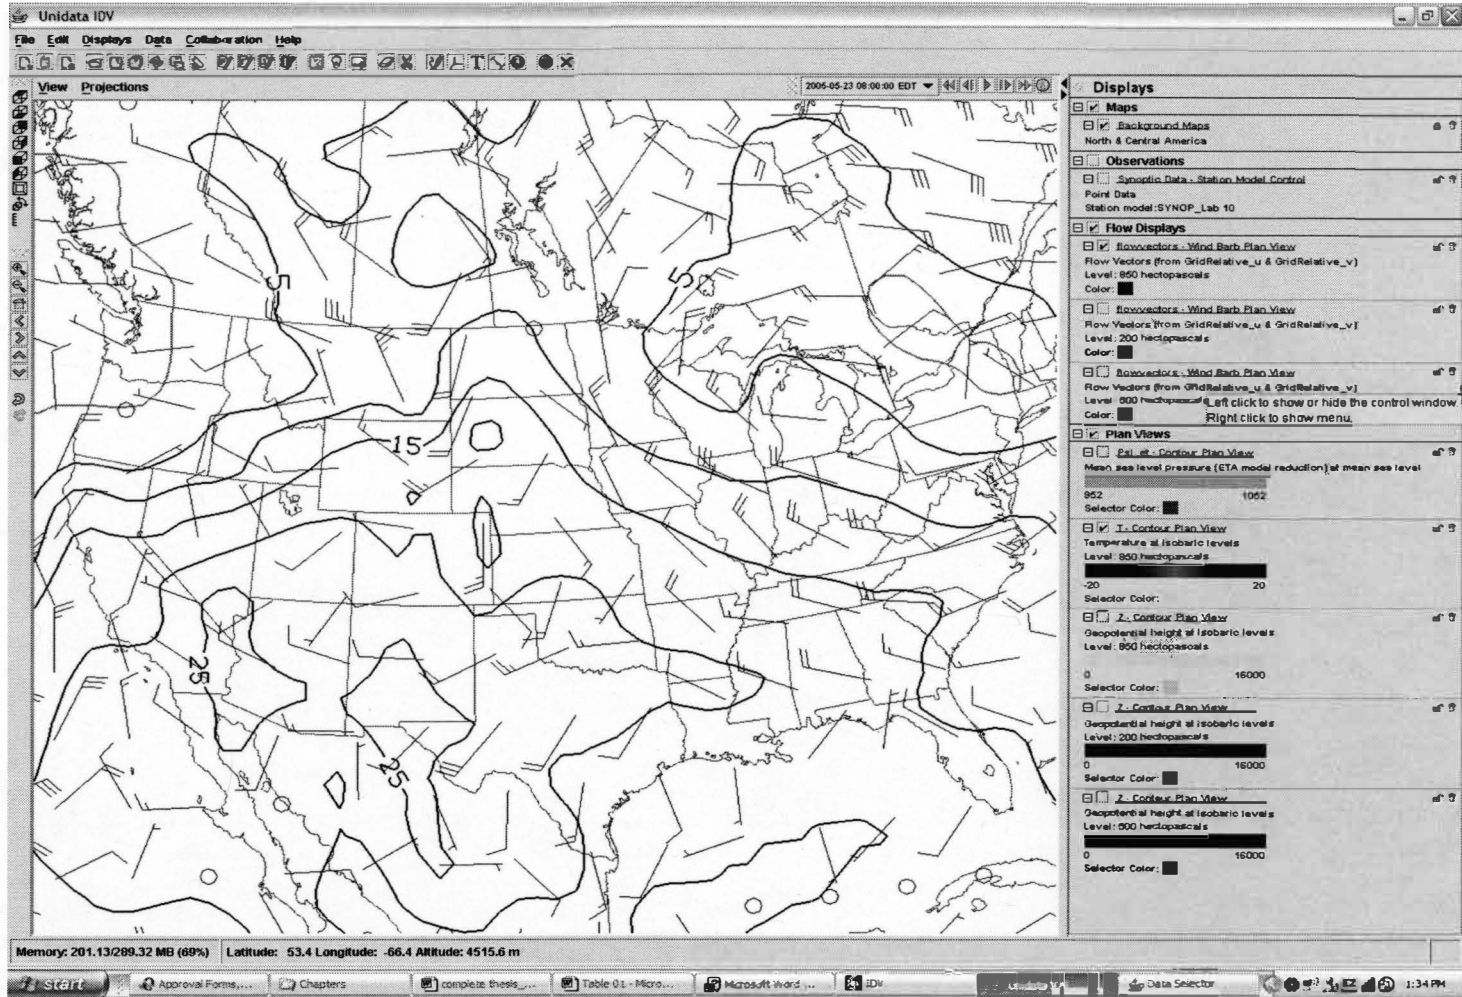 Unidata IDV
File Edit Displays Data Collaboration Help
View Projections
2005-05-23 08:00:00 EDT
Displays
Maps
Background Maps
North & Central America
Observations
Synoptic Data - Station Model Control
Point Data
Station model:SYNOP_Lab 10
Flow Displays
flowvectors - Wind Barb Plan View
Flow Vectors (from GridRelative_u & GridRelative_v)
Level: 850 hectopascals
Color:
flowvectors - Wind Barb Plan View
Flow Vectors (from GridRelative_u & GridRelative_v)
Level: 200 hectopascals
Color:
flowvectors - Wind Barb Plan View
Flow Vectors (from GridRelative_u & GridRelative_v)
Level: 500 hectopascals
Left click to show or hide the control window.
Color:
Right click to show menu.
Plan Views
Contour Plan View
Mean sea level pressure (ETA model reduction) at mean sea level
952 1062
Selector Color:
T - Contour Plan View
Temperature at isobaric levels
Level: 850 hectopascals
-20 20
Selector Color:
Z - Contour Plan View
Geopotential height at isobaric levels
Level: 850 hectopascals
0 16000
Selector Color:
Z - Contour Plan View
Geopotential height at isobaric levels
Level: 200 hectopascals
0 16000
Selector Color:
Z - Contour Plan View
Geopotential height at isobaric levels
Level: 500 hectopascals
0 16000
Selector Color:
5
5
15
25
25
Memory: 201.13/289.32 MB (69%) Latitude: 53.4 Longitude: -66.4 Altitude: 4515.6 m
start Approval Forms,... Chapters complete thesis_... Table 01 - Micro... Microsoft Word ... IDV Unidata IDV Data Selector 1:34 PM